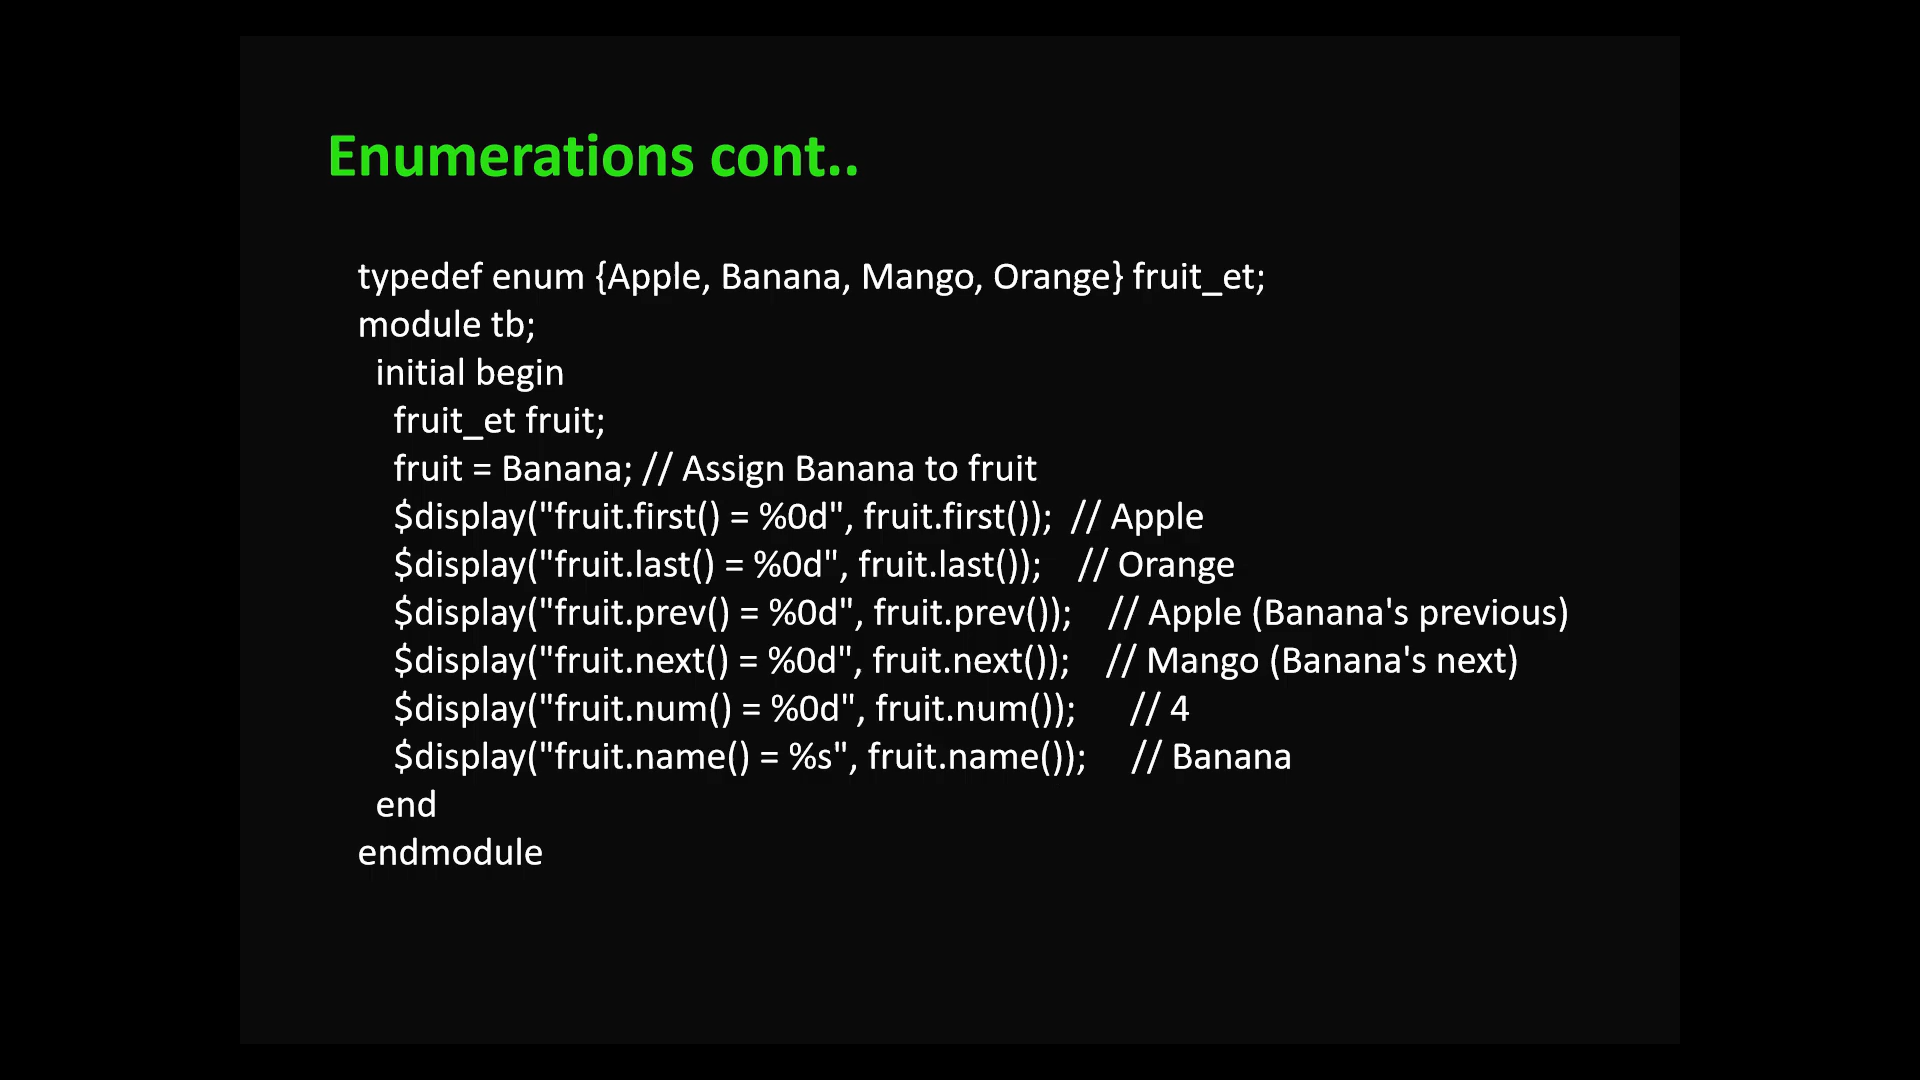 Enumerations cont..
typedef enum {Apple, Banana, Mango, Orange} fruit_et;
module tb;
initial begin
fruit_et fruit;
fruit = Banana; // Assign Banana to fruit
$display("fruit.first() = %0d", fruit.first()); // Apple
$display("fruit.last() = %0d", fruit.last()); // Orange
$display("fruit.prev() = %0d", fruit.prev()); // Apple (Banana's previous)
$display("fruit.next() = %0d", fruit.next()); // Mango (Banana's next)
$display("fruit.num() = %0d", fruit.num()); // 4
$display("fruit.name() = %s", fruit.name()); // Banana
end
endmodule